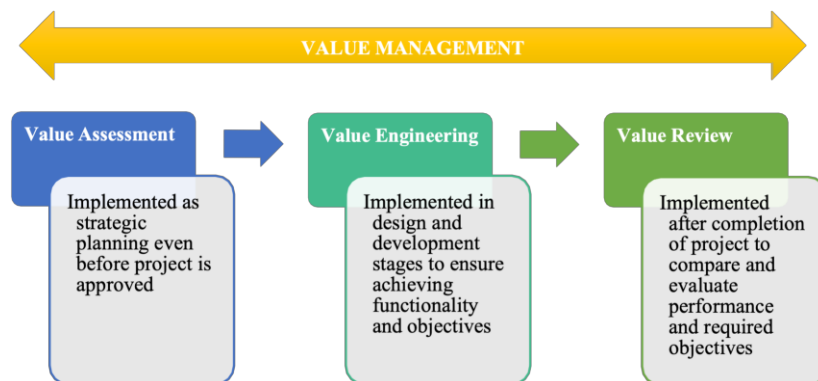 VALUE MANAGEMENT
Value Assessment
Implemented as
strategic
planning even
before project is
approved
Value Engineering
Implemented in
design and
development
stages to ensure
achieving
functionality
and objectives
Value Review
Implemented
after completion
of project to
compare and
evaluate
performance
and required
objectives